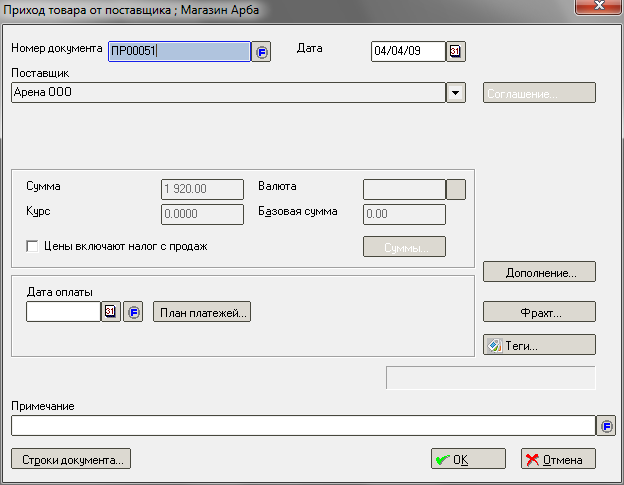 Приход товара от поставщика ; Магазин Арба
Номер документа ПР00051 F Дата 04/04/09 31
Поставщик
Арена ООО Соглашение...
Сумма 1 920.00 Валюта
Курс 0.0000 Базовая сумма 0.00
Цены включают налог с продаж Суммы...
Дополнение...
Дата оплаты
31 F План платежей... Фрахт...
Теги...
Примечание
F
Строки документа... OK Отмена